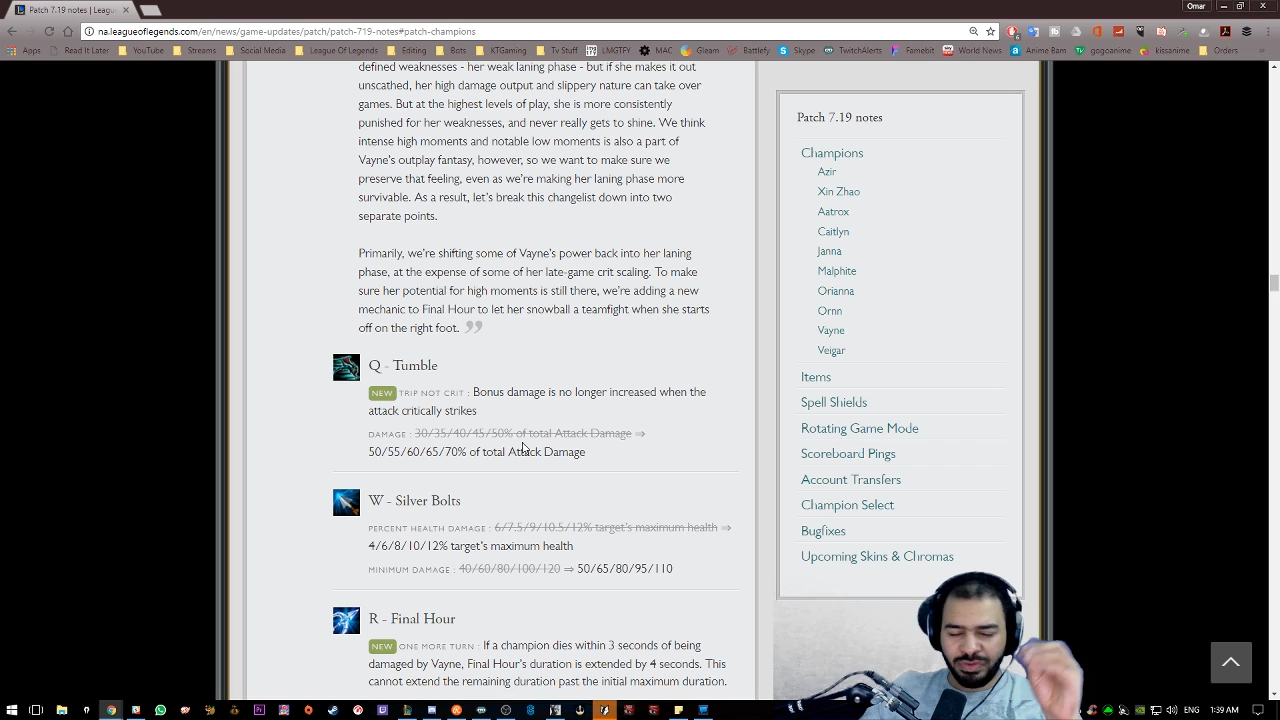 Patch 7.19 notes | Leagu
Omar
na.leagueoflegends.com/en/news/game-updates/patch/patch-719-notes#patch-champions
Apps Read It Later YouTube Streams Social Media League Of Legends Editing Bots KTGaming Tv Stuff LMGTFY MAC Gleam Battlefy Skype TwitchAlerts Famebit World News Anime Bam gogoanime kissanime Orders
defined weaknesses - her weak laning phase - but if she makes it out
unscathed, her high damage output and slippery nature can take over
games. But at the highest levels of play, she is more consistently
punished for her weaknesses, and never really gets to shine. We think
intense high moments and notable low moments is also a part of
Vayne's outplay fantasy, however, so we want to make sure we
preserve that feeling, even as we're making her laning phase more
survivable. As a result, let's break this changelist down into two
separate points.
Primarily, we're shifting some of Vayne's power back into her laning
phase, at the expense of some of her late-game crit scaling. To make
sure her potential for high moments is still there, we're adding a new
mechanic to Final Hour to let her snowball a teamfight when she starts
off on the right foot.
Q - Tumble
NEW TRIP NOT CRIT : Bonus damage is no longer increased when the
attack critically strikes
DAMAGE : 30/35/40/45/50% of total Attack Damage ⇒
50/55/60/65/70% of total Attack Damage
W - Silver Bolts
PERCENT HEALTH DAMAGE : 6/7.5/9/10.5/12% target's maximum health ⇒
4/6/8/10/12% target's maximum health
MINIMUM DAMAGE : 40/60/80/100/120 ⇒ 50/65/80/95/110
R - Final Hour
NEW ONE MORE TURN : If a champion dies within 3 seconds of being
damaged by Vayne, Final Hour's duration is extended by 4 seconds. This
cannot extend the remaining duration past the initial maximum duration.
Patch 7.19 notes
Champions
Azir
Xin Zhao
Aatrox
Caitlyn
Janna
Malphite
Orianna
Ornn
Vayne
Veigar
Items
Spell Shields
Rotating Game Mode
Scoreboard Pings
Account Transfers
Champion Select
Bugfixes
Upcoming Skins & Chromas
ENG 1:39 AM